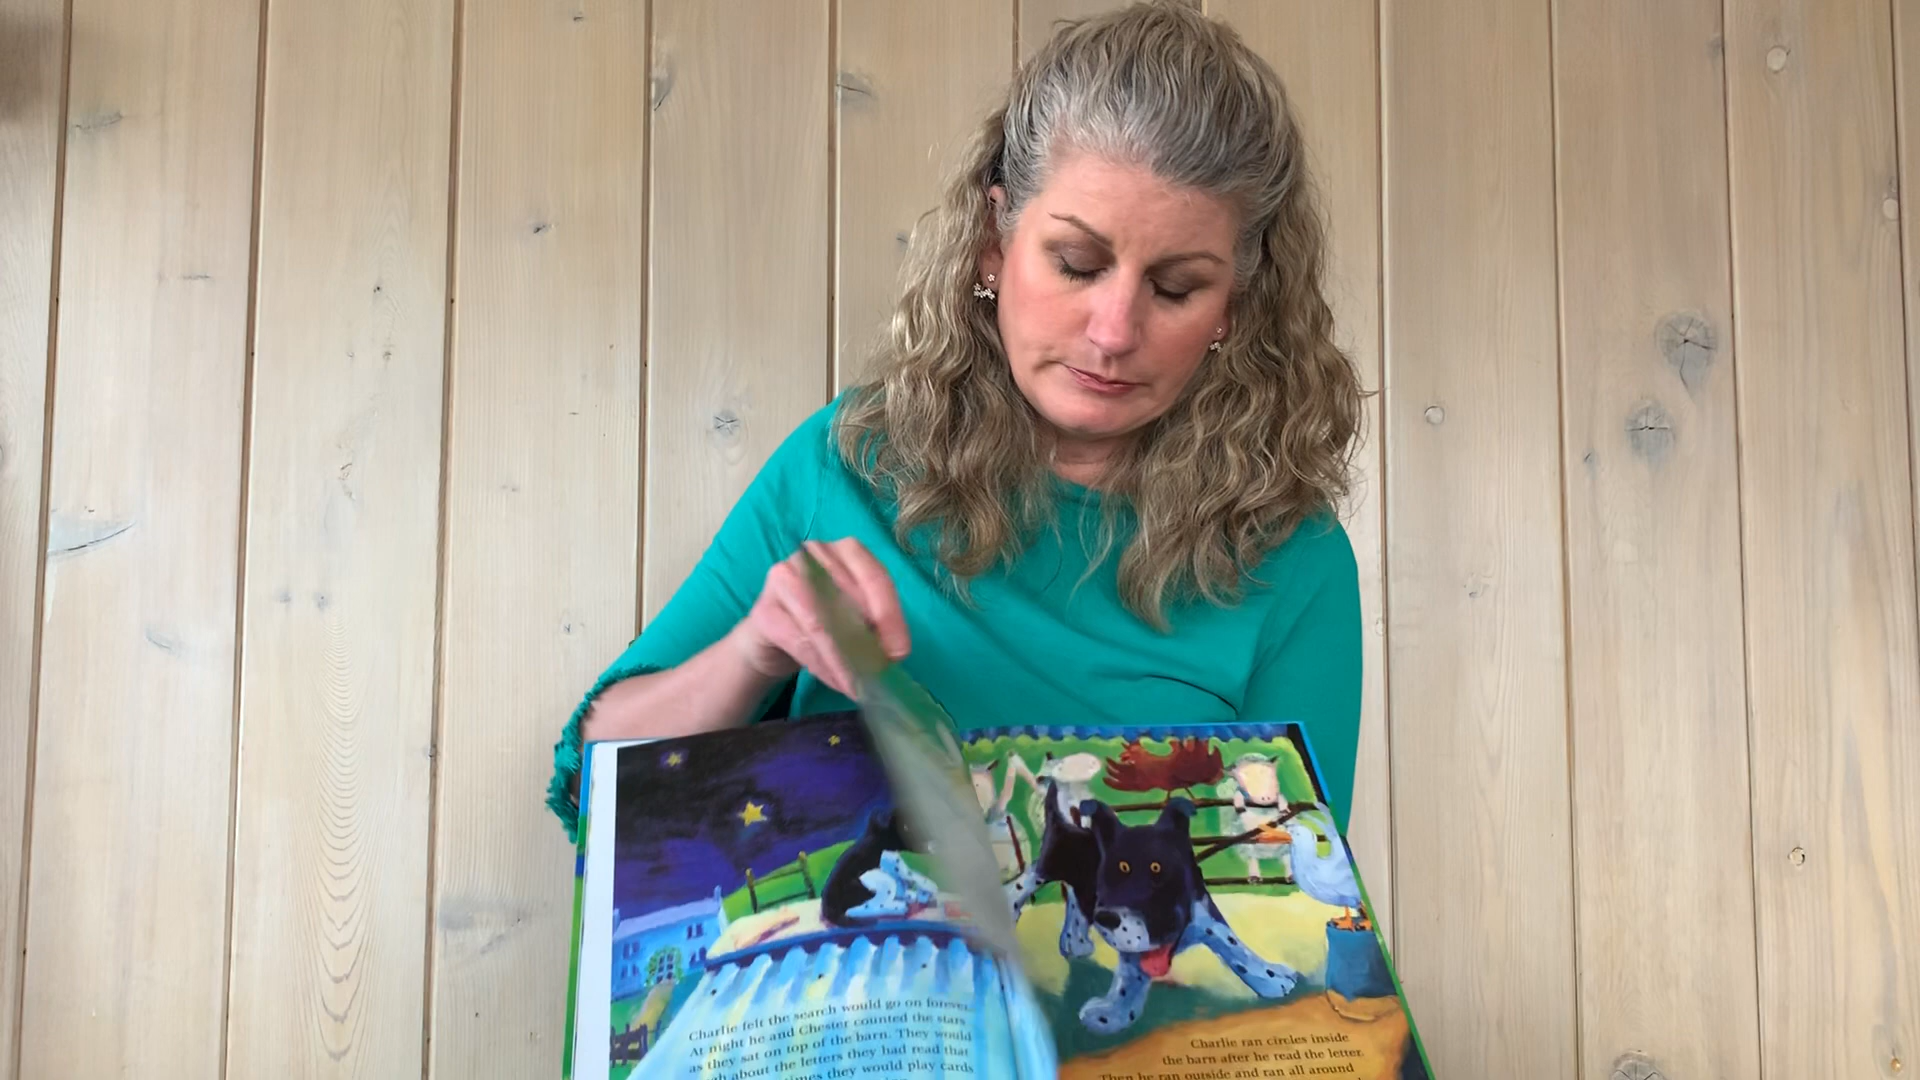 Charlie felt the search would go on forever.
At night he and Chester counted the stars
as they sat on top of the barn. They would
about the letters they had read that
times they would play cards
Charlie ran circles inside
the barn after he read the letter.
Then he ran outside and ran all around